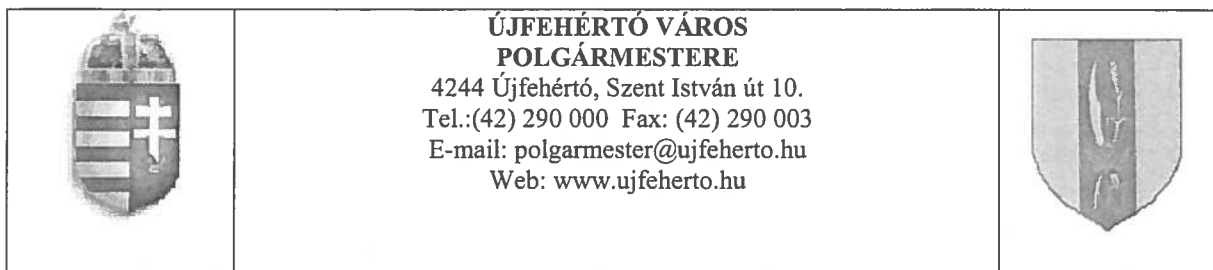 ÚJFEHÉRTÓ VÁROS
POLGÁRMESTERE
4244 Újfehértó, Szent István út 10.
Tel.:(42) 290 000 Fax: (42) 290 003
E-mail: polgarmester@ujfeherto.hu
Web: www.ujfeherto.hu